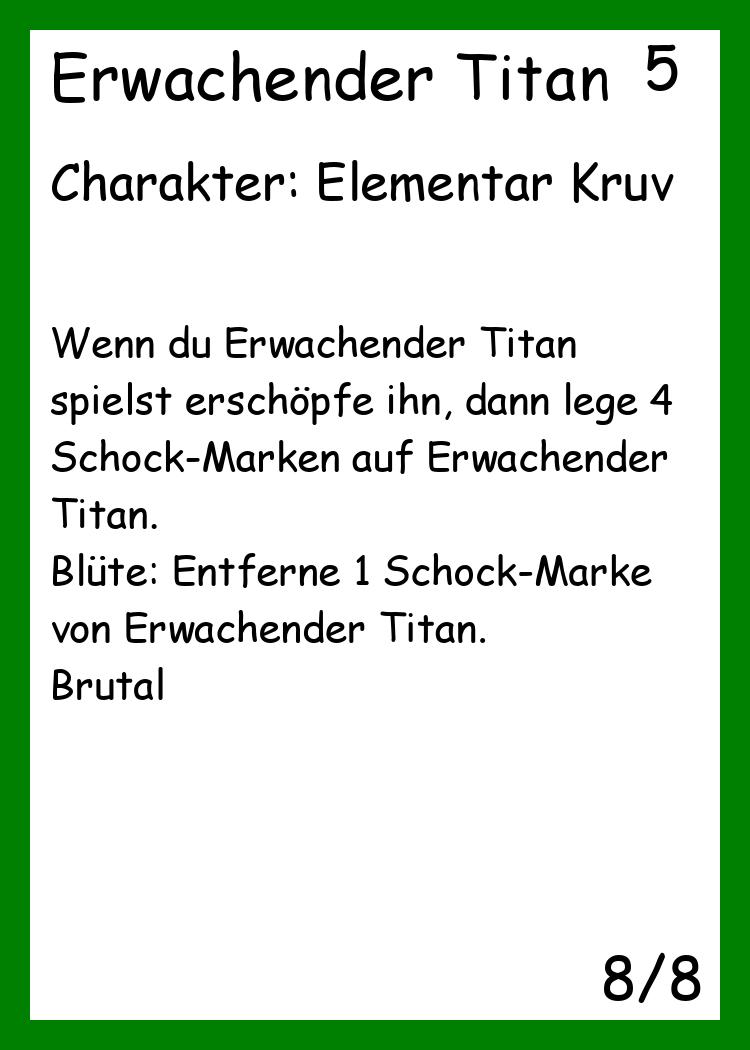 Erwachender Titan 5
Charakter: Elementar Kruv
Wenn du Erwachender Titan
spielst erschöpfe ihn, dann lege 4
Schock-Marken auf Erwachender
Titan.
Blüte: Entferne 1 Schock-Marke
von Erwachender Titan.
Brutal
8/8